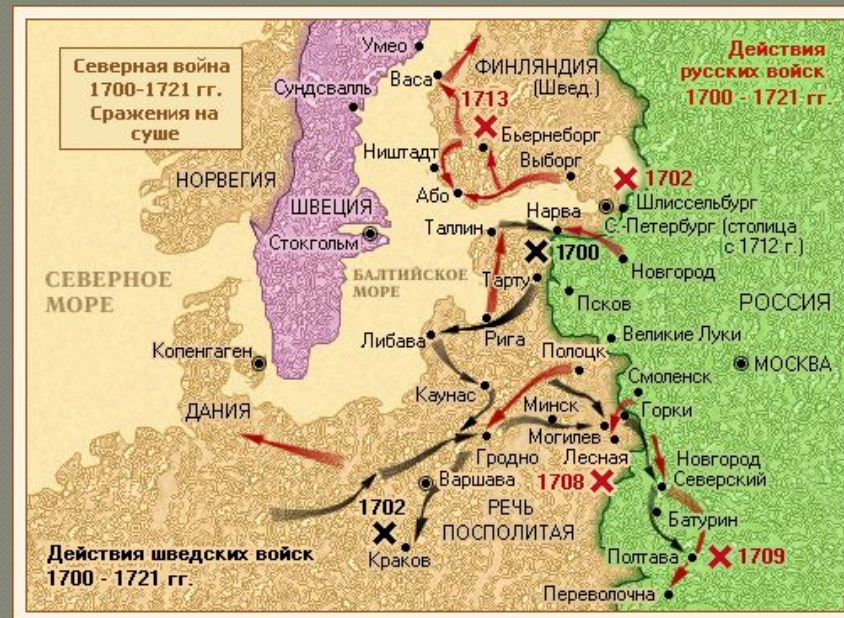 Северная война
1700-1721 гг.
Сражения на
суше
Действия
русских войск
1700 - 1721 гг.
Умео
Васа
ФИНЛЯНДИЯ
(Швед.)
Сундсвалль
1713
Бьернеборг
Ништадт
Выборг
1702
НОРВЕГИЯ
Або
Шлиссельбург
ШВЕЦИЯ
Таллин
Нарва
С.-Петербург (столица
с 1712 г.)
Стокгольм
1700
Новгород
СЕВЕРНОЕ
МОРЕ
БАЛТИЙСКОЕ
МОРЕ
Тарту
Псков
РОССИЯ
Либава
Рига
Великие Луки
Копенгаген
Полоцк
МОСКВА
Смоленск
Каунас
ДАНИЯ
Минск
Горки
Могилев
Гродно
Лесная
Новгород
Северский
Варшава
1708
1702
РЕЧЬ
ПОСПОЛИТАЯ
Батурин
Краков
Полтава
1709
Действия шведских войск
1700 - 1721 гг.
Переволочна